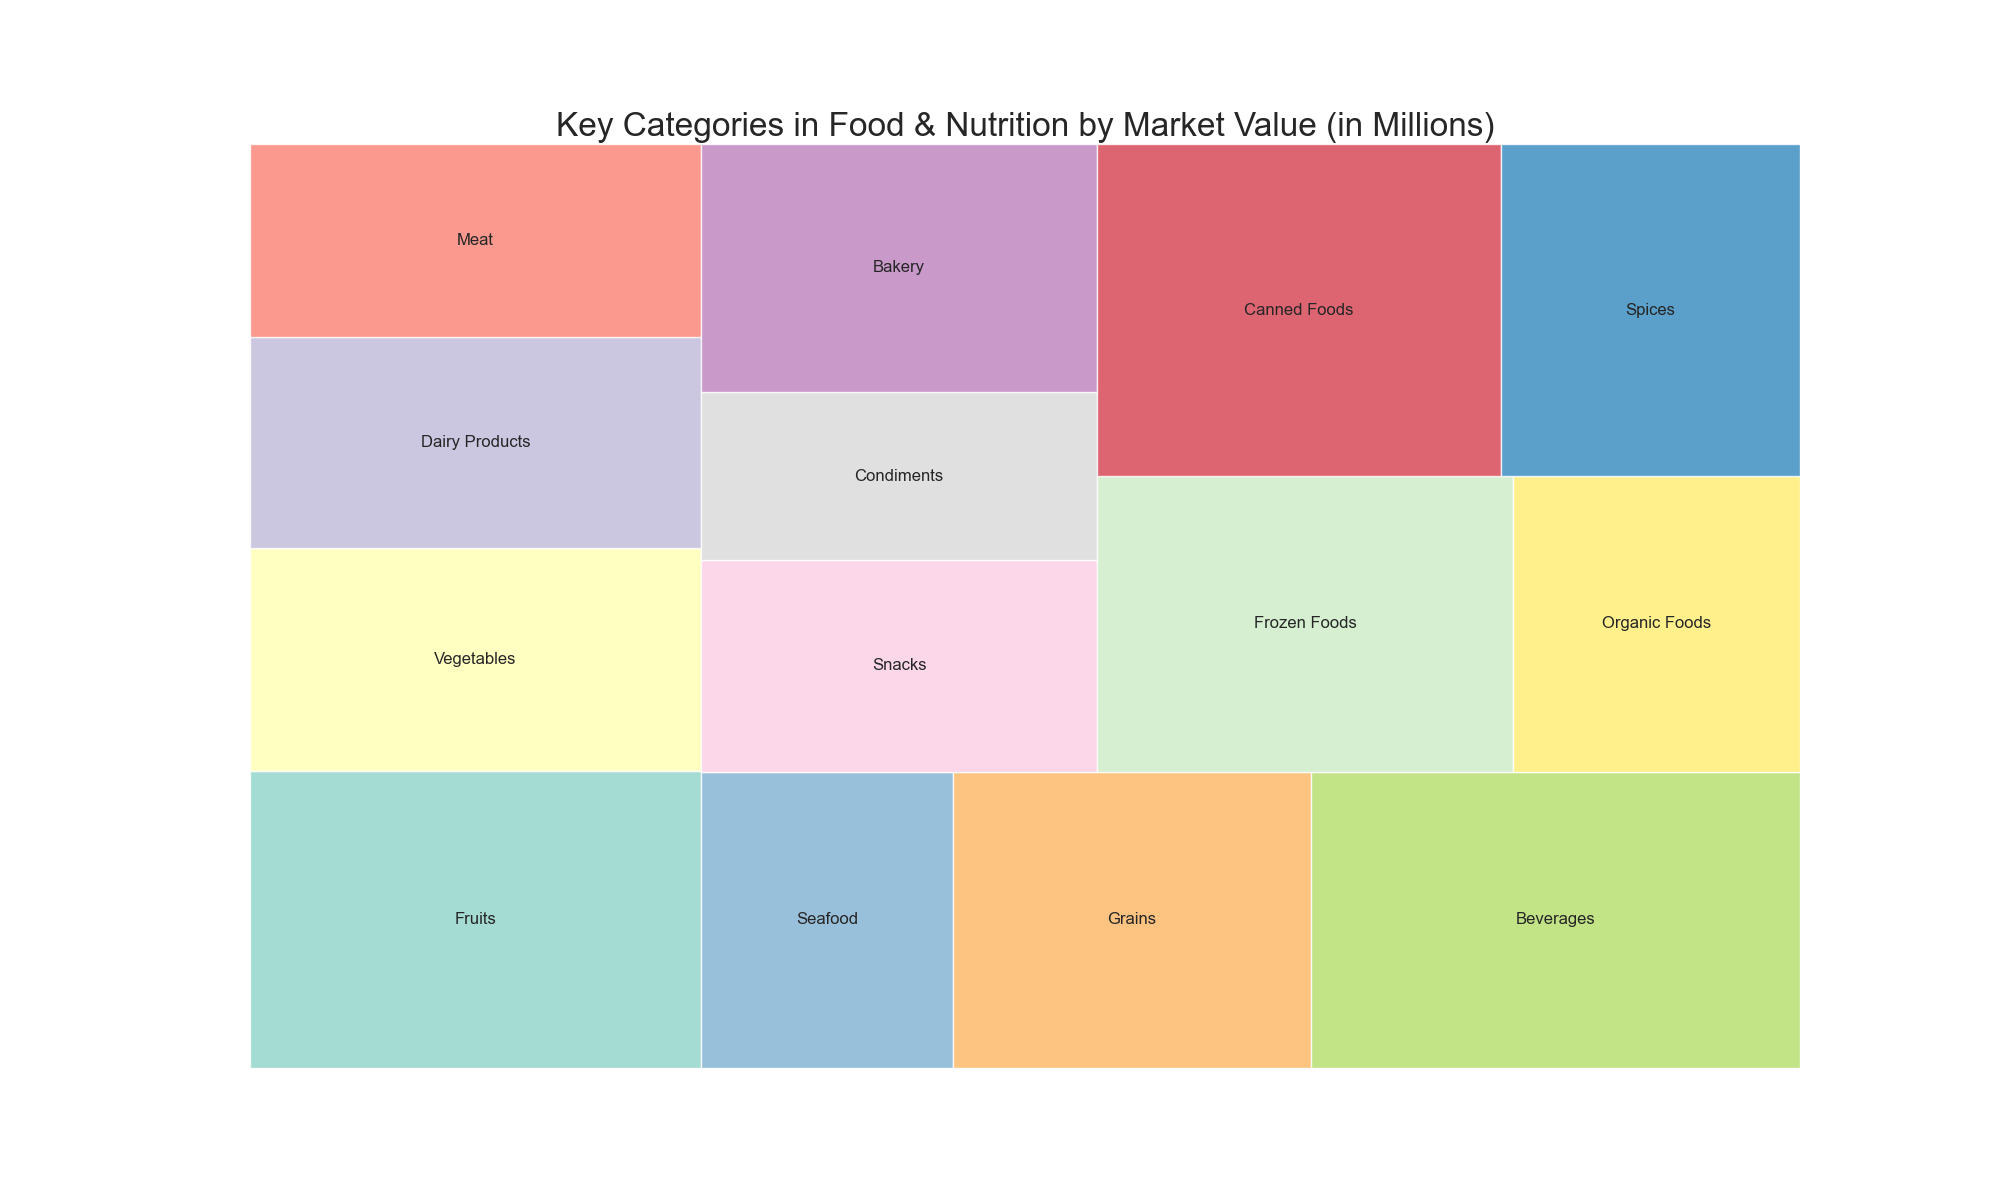 Key Categories in Food & Nutrition by Market Value (in Millions)
Meat
Bakery
Canned Foods
Spices
Dairy Products
Condiments
Vegetables
Snacks
Frozen Foods
Organic Foods
Fruits
Seafood
Grains
Beverages